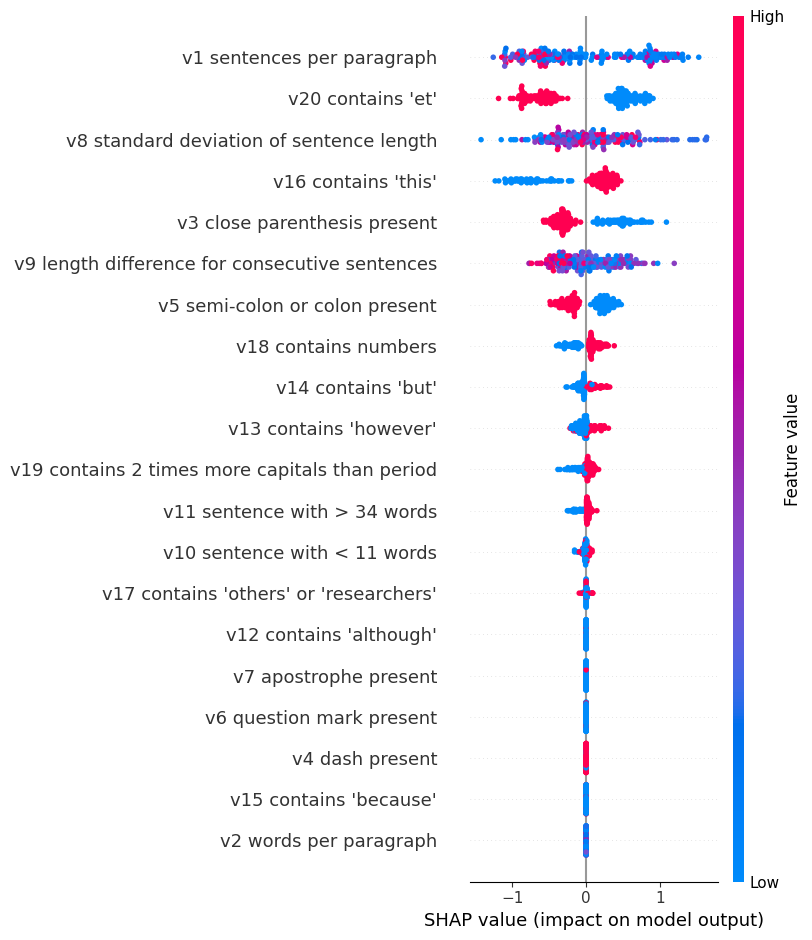 High
v1 sentences per paragraph
v20 contains 'et'
v8 standard deviation of sentence length
v16 contains 'this'
v3 close parenthesis present
v9 length difference for consecutive sentences
v5 semi-colon or colon present
v18 contains numbers
v14 contains 'but'
v13 contains 'however'
v19 contains 2 times more capitals than period
v11 sentence with > 34 words
v10 sentence with < 11 words
v17 contains 'others' or 'researchers'
v12 contains 'although'
v7 apostrophe present
v6 question mark present
v4 dash present
v15 contains 'because'
v2 words per paragraph
Feature value
Low
−1 0 1
SHAP value (impact on model output)